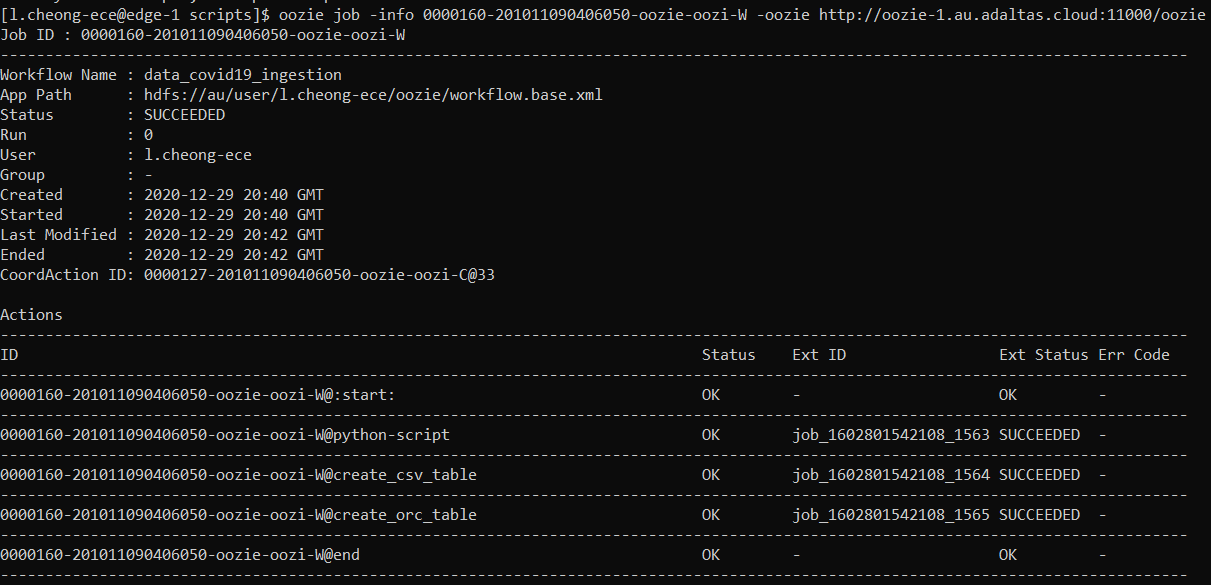 [l.cheong-ece@edge-1 scripts]$ oozie job -info 0000160-201011090406050-oozie-oozi-W -oozie http://oozie-1.au.adaltas.cloud:11000/oozie
Job ID : 0000160-201011090406050-oozie-oozi-W
------------------------------------------------------------------------------------------------------------------------------------
Workflow Name : data_covid19_ingestion
App Path      : hdfs://au/user/l.cheong-ece/oozie/workflow.base.xml
Status        : SUCCEEDED
Run           : 0
User          : l.cheong-ece
Group         : -
Created       : 2020-12-29 20:40 GMT
Started       : 2020-12-29 20:40 GMT
Last Modified : 2020-12-29 20:42 GMT
Ended         : 2020-12-29 20:42 GMT
CoordAction ID: 0000127-201011090406050-oozie-oozi-C@33

Actions
------------------------------------------------------------------------------------------------------------------------------------
ID                                                                            Status    Ext ID                 Ext Status Err Code
------------------------------------------------------------------------------------------------------------------------------------
0000160-201011090406050-oozie-oozi-W@:start:                                  OK        -                      OK         -
------------------------------------------------------------------------------------------------------------------------------------
0000160-201011090406050-oozie-oozi-W@python-script                            OK        job_1602801542108_1563 SUCCEEDED  -
------------------------------------------------------------------------------------------------------------------------------------
0000160-201011090406050-oozie-oozi-W@create_csv_table                         OK        job_1602801542108_1564 SUCCEEDED  -
------------------------------------------------------------------------------------------------------------------------------------
0000160-201011090406050-oozie-oozi-W@create_orc_table                         OK        job_1602801542108_1565 SUCCEEDED  -
------------------------------------------------------------------------------------------------------------------------------------
0000160-201011090406050-oozie-oozi-W@end                                      OK        -                      OK         -
------------------------------------------------------------------------------------------------------------------------------------